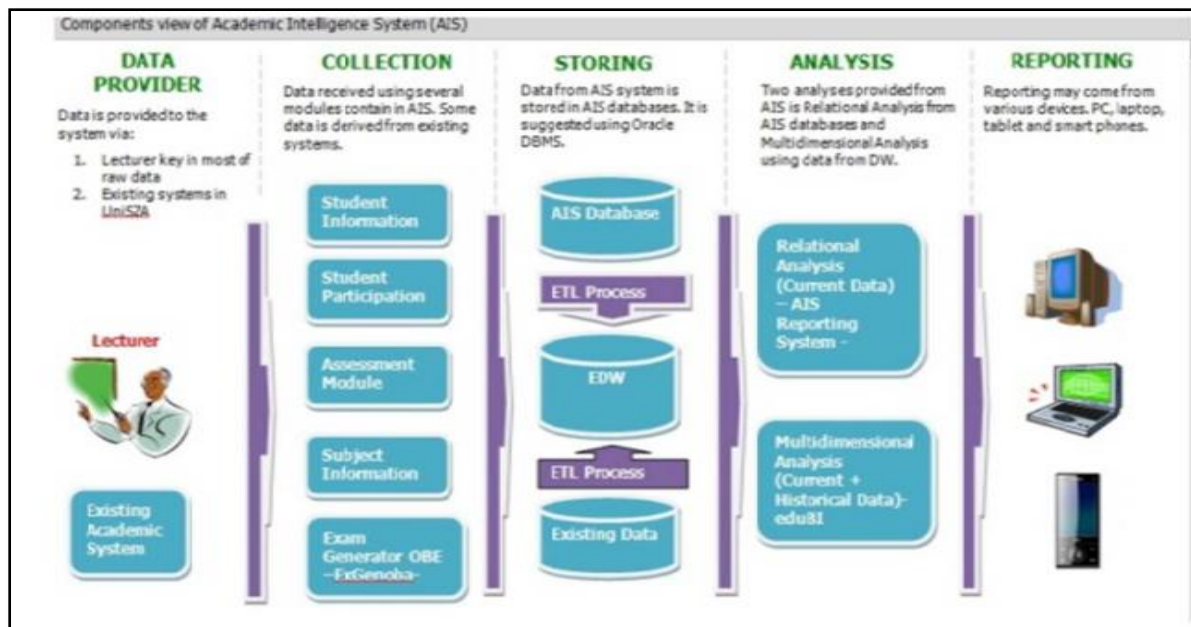 Components view of Academic Intelligence System (AIS)
DATA
PROVIDER
Data is provided to the
system via:
1. Lecturer key in most of
raw data
2. Existing systems in
UniSZA
Lecturer
Existing
Academic
System
COLLECTION
Data received using several
modules contain in AIS. Some
data is derived from existing
systems.
Student
Information
Student
Participation
Assessment
Module
Subject
Information
Exam
Generator OBE
–ExGenoba-
STORING
Data from AIS system is
stored in AIS databases. It is
suggested using Oracle
DBMS.
AIS Database
ETL Process
EDW
ETL Process
Existing Data
ANALYSIS
Two analyses provided from
AIS is Relational Analysis from
AIS databases and
Multidimensional Analysis
using data from DW.
Relational
Analysis
(Current Data)
– AIS
Reporting
System -
Multidimensional
Analysis
(Current +
Historical Data)-
eduBI
REPORTING
Reporting may come from
various devices. PC, laptop,
tablet and smart phones.